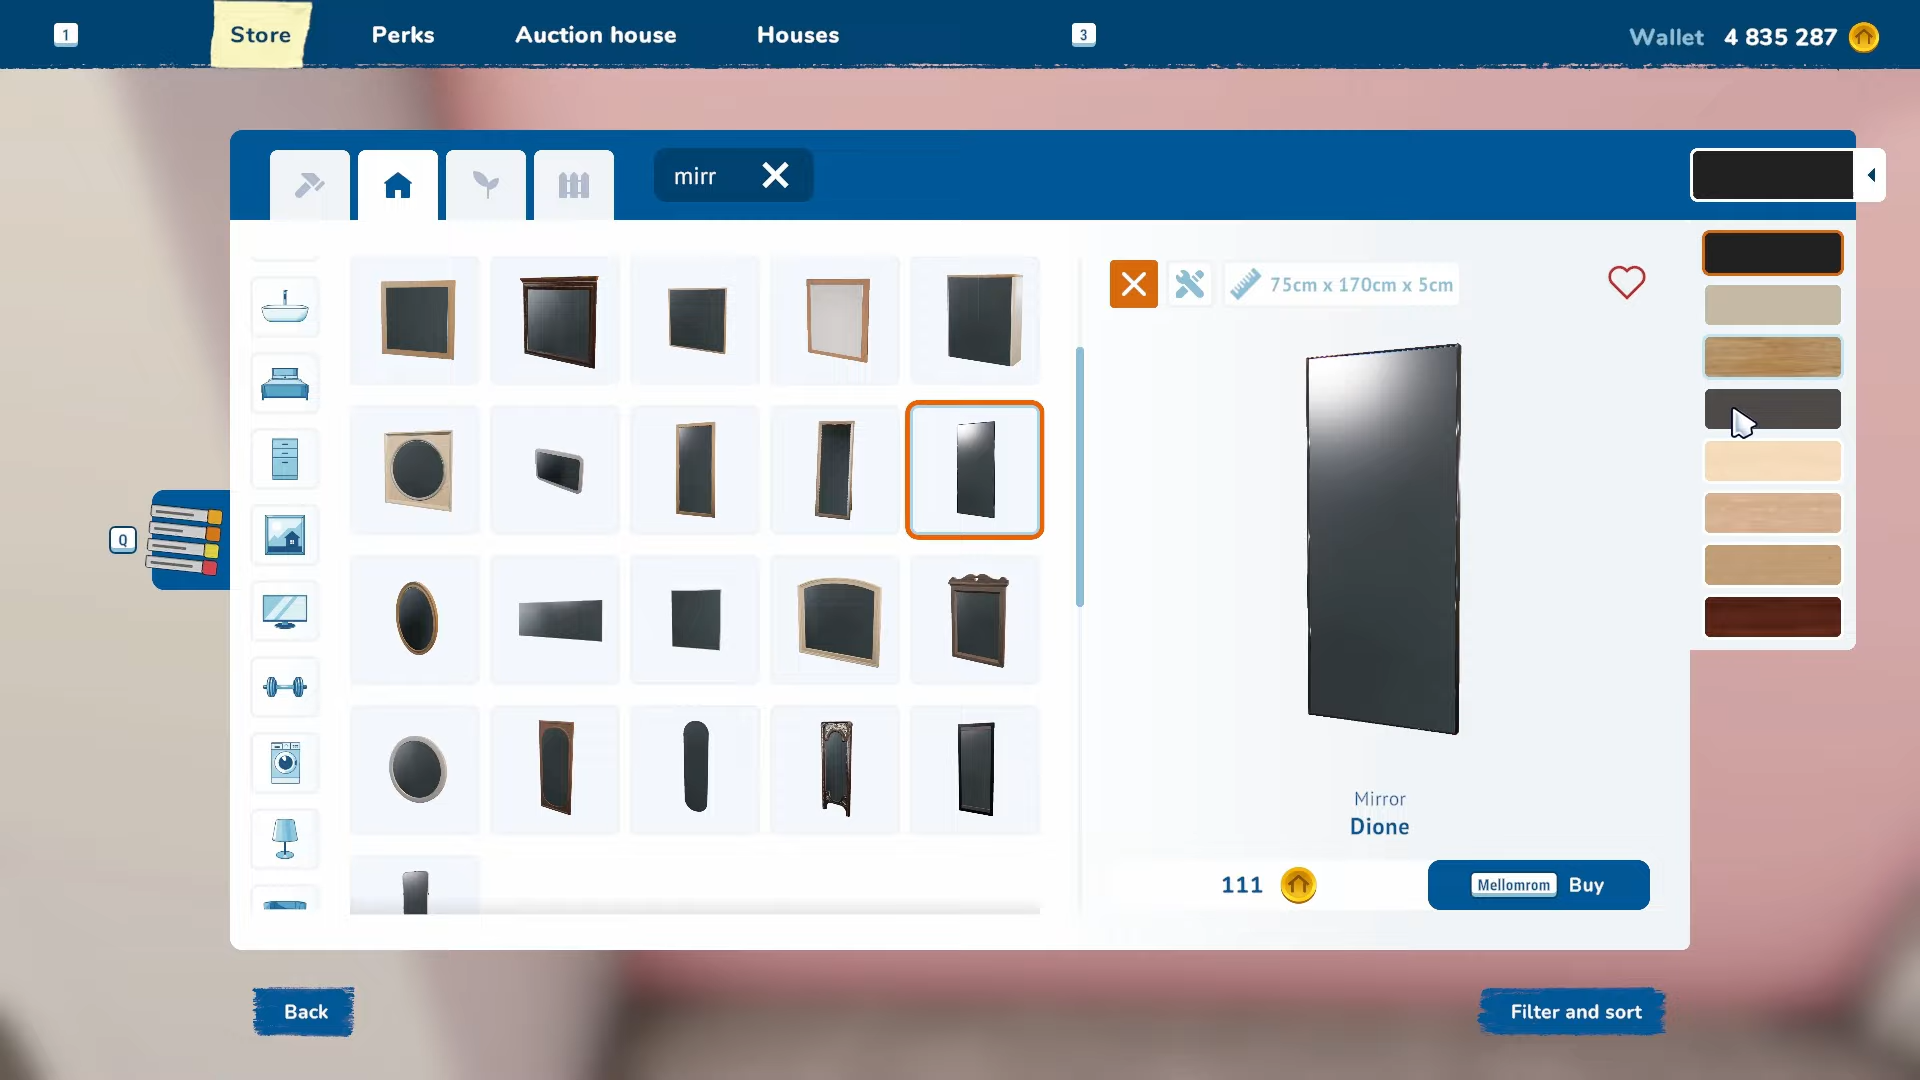 1
Store
Perks
Auction house
Houses
3
Wallet 4 835 287
mirr
75cm x 170cm x 5cm
Q
Mirror
Dione
111
Mellomrom Buy
Back
Filter and sort